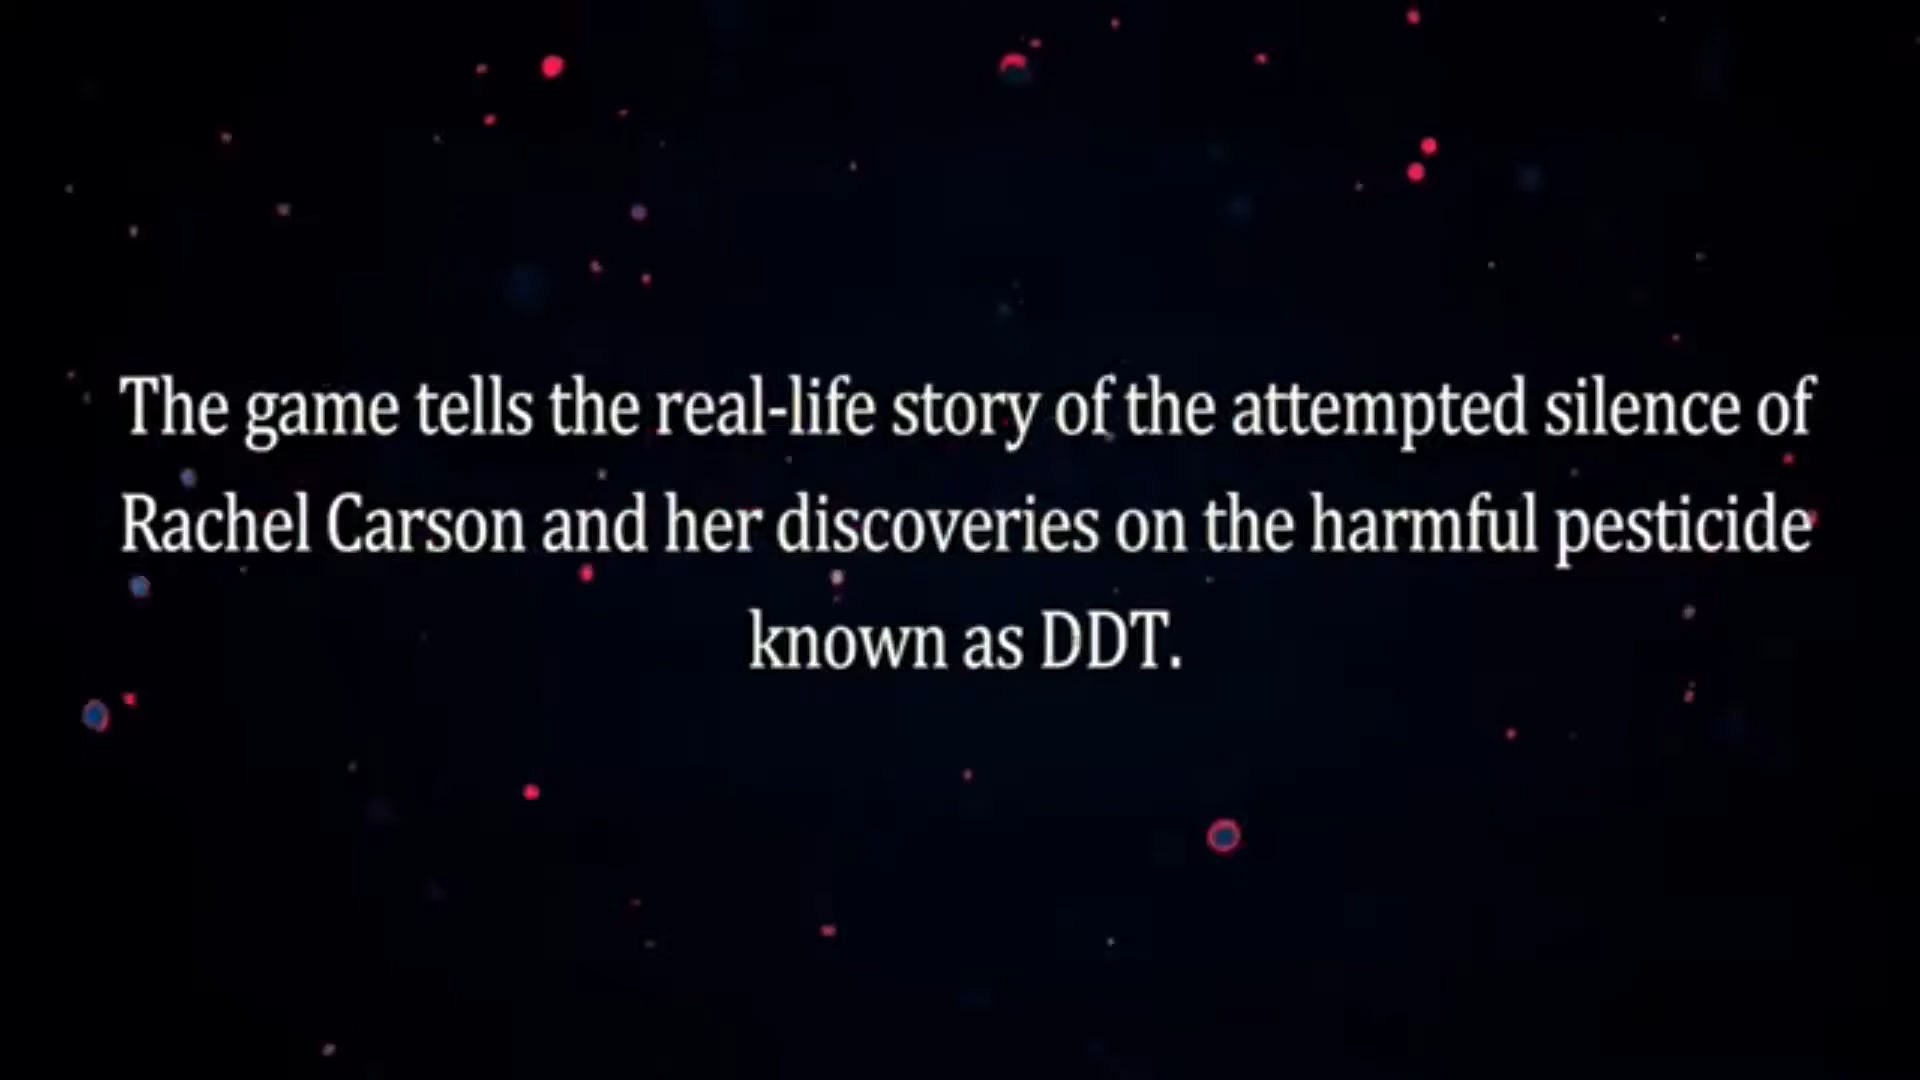 The game tells the real-life story of the attempted silence of
Rachel Carson and her discoveries on the harmful pesticide
known as DDT.